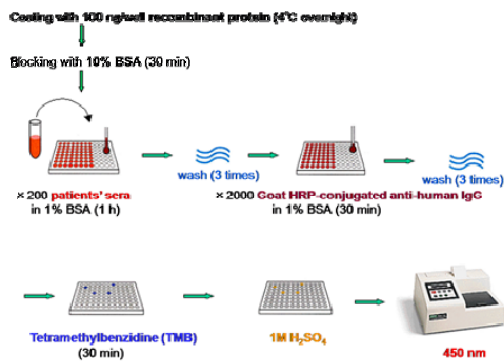 Coating with 100 ng/well recombinant protein (4°C overnight)
Blocking with 10% BSA (30 min)
wash (3 times)
wash (3 times)
× 200 patients' sera
in 1% BSA (1 h)
× 2000 Goat HRP-conjugated anti-human IgG
in 1% BSA (30 min)
Tetramethylbenzidine (TMB)
(30 min)
1M H₂SO₄
450 nm